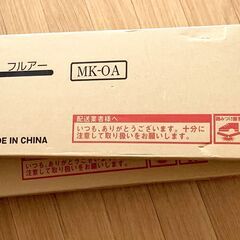 フルアー
MK-OA
配送業者様へ
いつも、ありがとうございます。十分に
注意して取り扱いをお願い致します。
DE IN CHINA